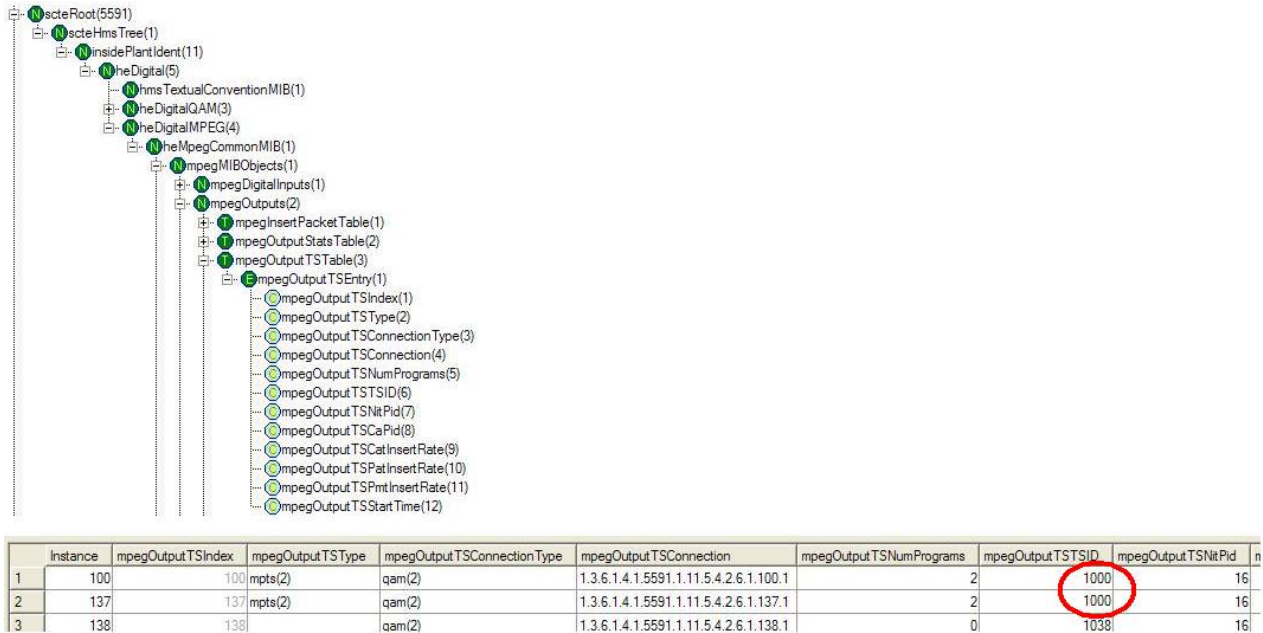 scteRoot(5591)
scteHmsTree(1)
insidePlantIdent(11)
heDigital(5)
hmsTextualConventionMIB(1)
heDigitalQAM(3)
heDigitalMPEG(4)
heMpegCommonMIB(1)
mpegMIBObjects(1)
mpegDigitalInputs(1)
mpegOutputs(2)
mpegInsertPacketTable(1)
mpegOutputStatsTable(2)
mpegOutputTSTable(3)
mpegOutputTSEntry(1)
mpegOutputTSIndex(1)
mpegOutputTSType(2)
mpegOutputTSConnectionType(3)
mpegOutputTSConnection(4)
mpegOutputTSNumPrograms(5)
mpegOutputTSTSID(6)
mpegOutputTSNitPid(7)
mpegOutputTSCaPid(8)
mpegOutputTSCatInsertRate(9)
mpegOutputTSPatInsertRate(10)
mpegOutputTSPmtInsertRate(11)
mpegOutputTSStartTime(12)
Instance mpegOutputTSIndex mpegOutputTSType mpegOutputTSConnectionType mpegOutputTSConnection mpegOutputTSNumPrograms mpegOutputTSTSID mpegOutputTSNitPid
1 100 100 mpts(2) qam(2) 1.3.6.1.4.1.5591.1.11.5.4.2.6.1.100.1 2 1000 16
2 137 137 mpts(2) qam(2) 1.3.6.1.4.1.5591.1.11.5.4.2.6.1.137.1 2 1000 16
3 138 138 qam(2) 1.3.6.1.4.1.5591.1.11.5.4.2.6.1.138.1 0 1038 16